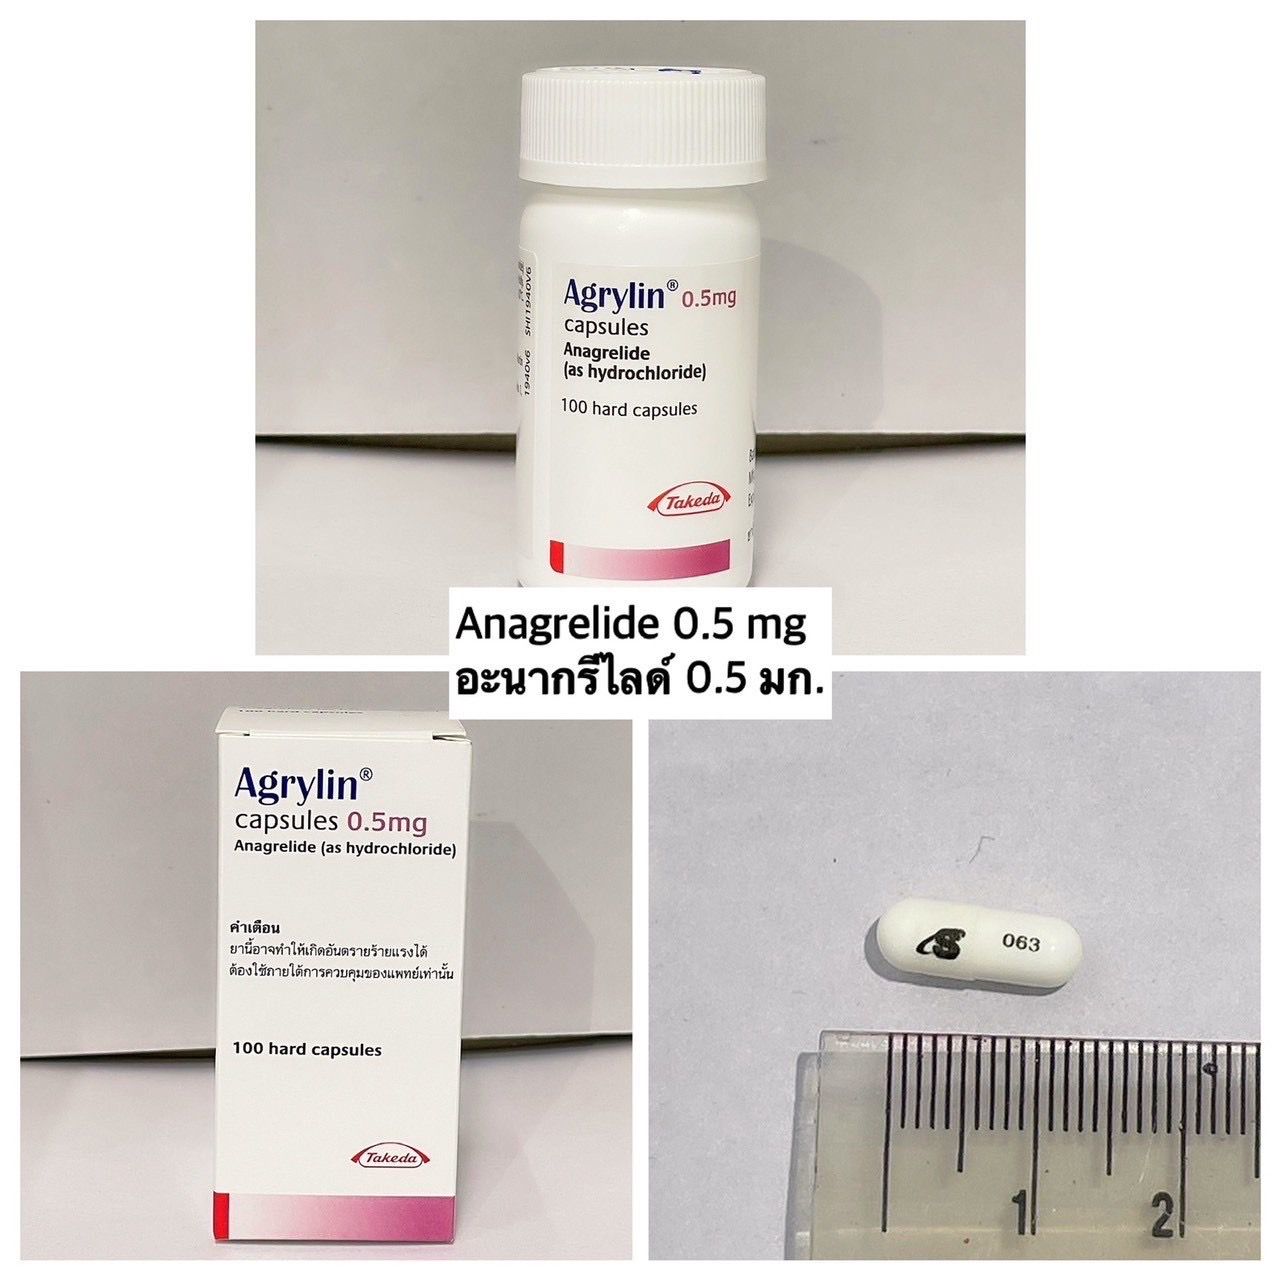 Agrylin® 0.5mg
capsules
Anagrelide
(as hydrochloride)
100 hard capsules
Takeda
1940v6 SHI1940V6
Anagrelide 0.5 mg
อะนากรีไลด์ 0.5 มก.
100 hard capsules
Agrylin®
capsules 0.5mg
Anagrelide (as hydrochloride)
คำเตือน
ยานี้อาจทำให้เกิดอันตรายร้ายแรงได้
ต้องใช้ภายใต้การควบคุมของแพทย์เท่านั้น
100 hard capsules
Takeda
S 063
1 2